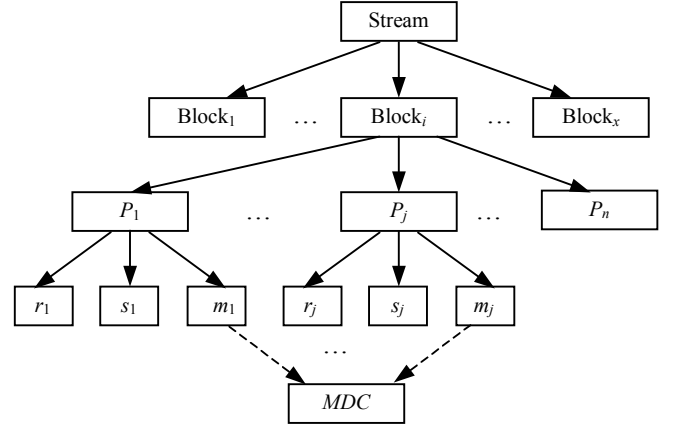 Stream
Block₁ … Blockᵢ … Blockₓ
P₁ … Pⱼ … Pₙ
r₁ s₁ m₁ rⱼ sⱼ mⱼ
…
MDC